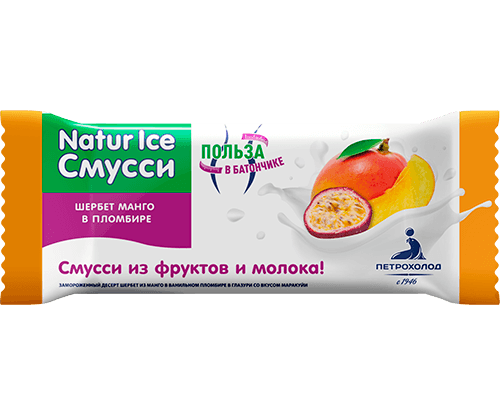 Natur Ice
Смусси
ШЕРБЕТ МАНГО
В ПЛОМБИРЕ
ПОЛЬЗА
В БАТОНЧИКЕ
Смусси из фруктов и молока!
ЗАМОРОЖЕННЫЙ ДЕСЕРТ ШЕРБЕТ ИЗ МАНГО В ВАНИЛЬНОМ ПЛОМБИРЕ В ГЛАЗУРИ СО ВКУСОМ МАРАКУЙИ
ПЕТРОХОЛОД
с 1946